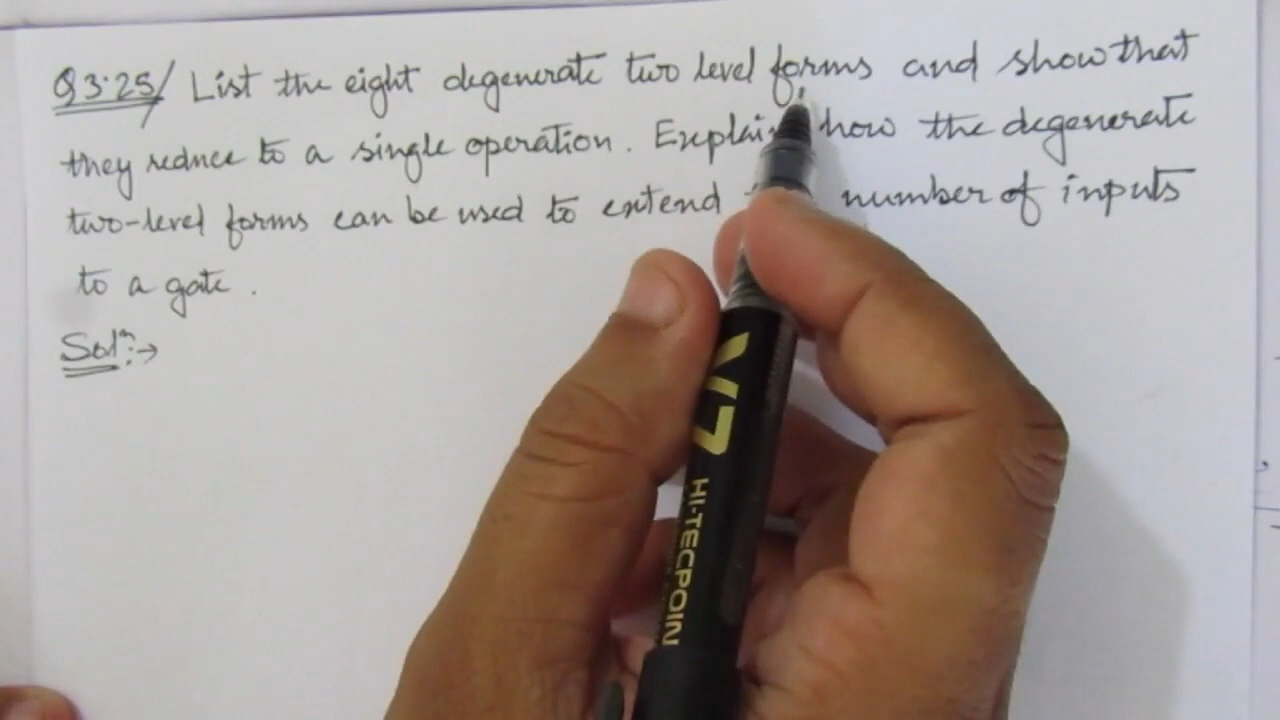 Q3.25/ List the eight degenerate two level forms and show that
they reduce to a single operation. Explain how the degenerate
two-level forms can be used to extend number of inputs
to a gate.
Solⁿ:→
V7
HI-TECPOIN